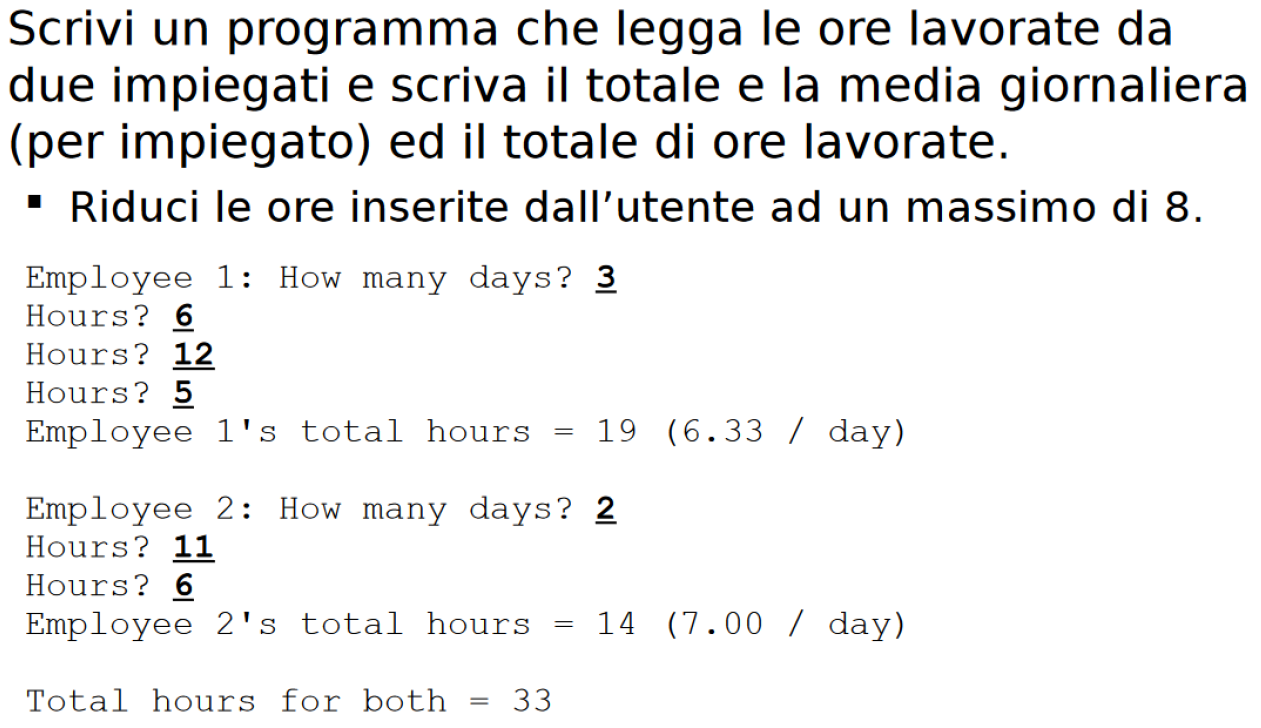 Scrivi un programma che legga le ore lavorate da
due impiegati e scriva il totale e la media giornaliera
(per impiegato) ed il totale di ore lavorate.
▪ Riduci le ore inserite dall’utente ad un massimo di 8.
Employee 1: How many days? 3
Hours? 6
Hours? 12
Hours? 5
Employee 1's total hours = 19 (6.33 / day)
Employee 2: How many days? 2
Hours? 11
Hours? 6
Employee 2's total hours = 14 (7.00 / day)
Total hours for both = 33